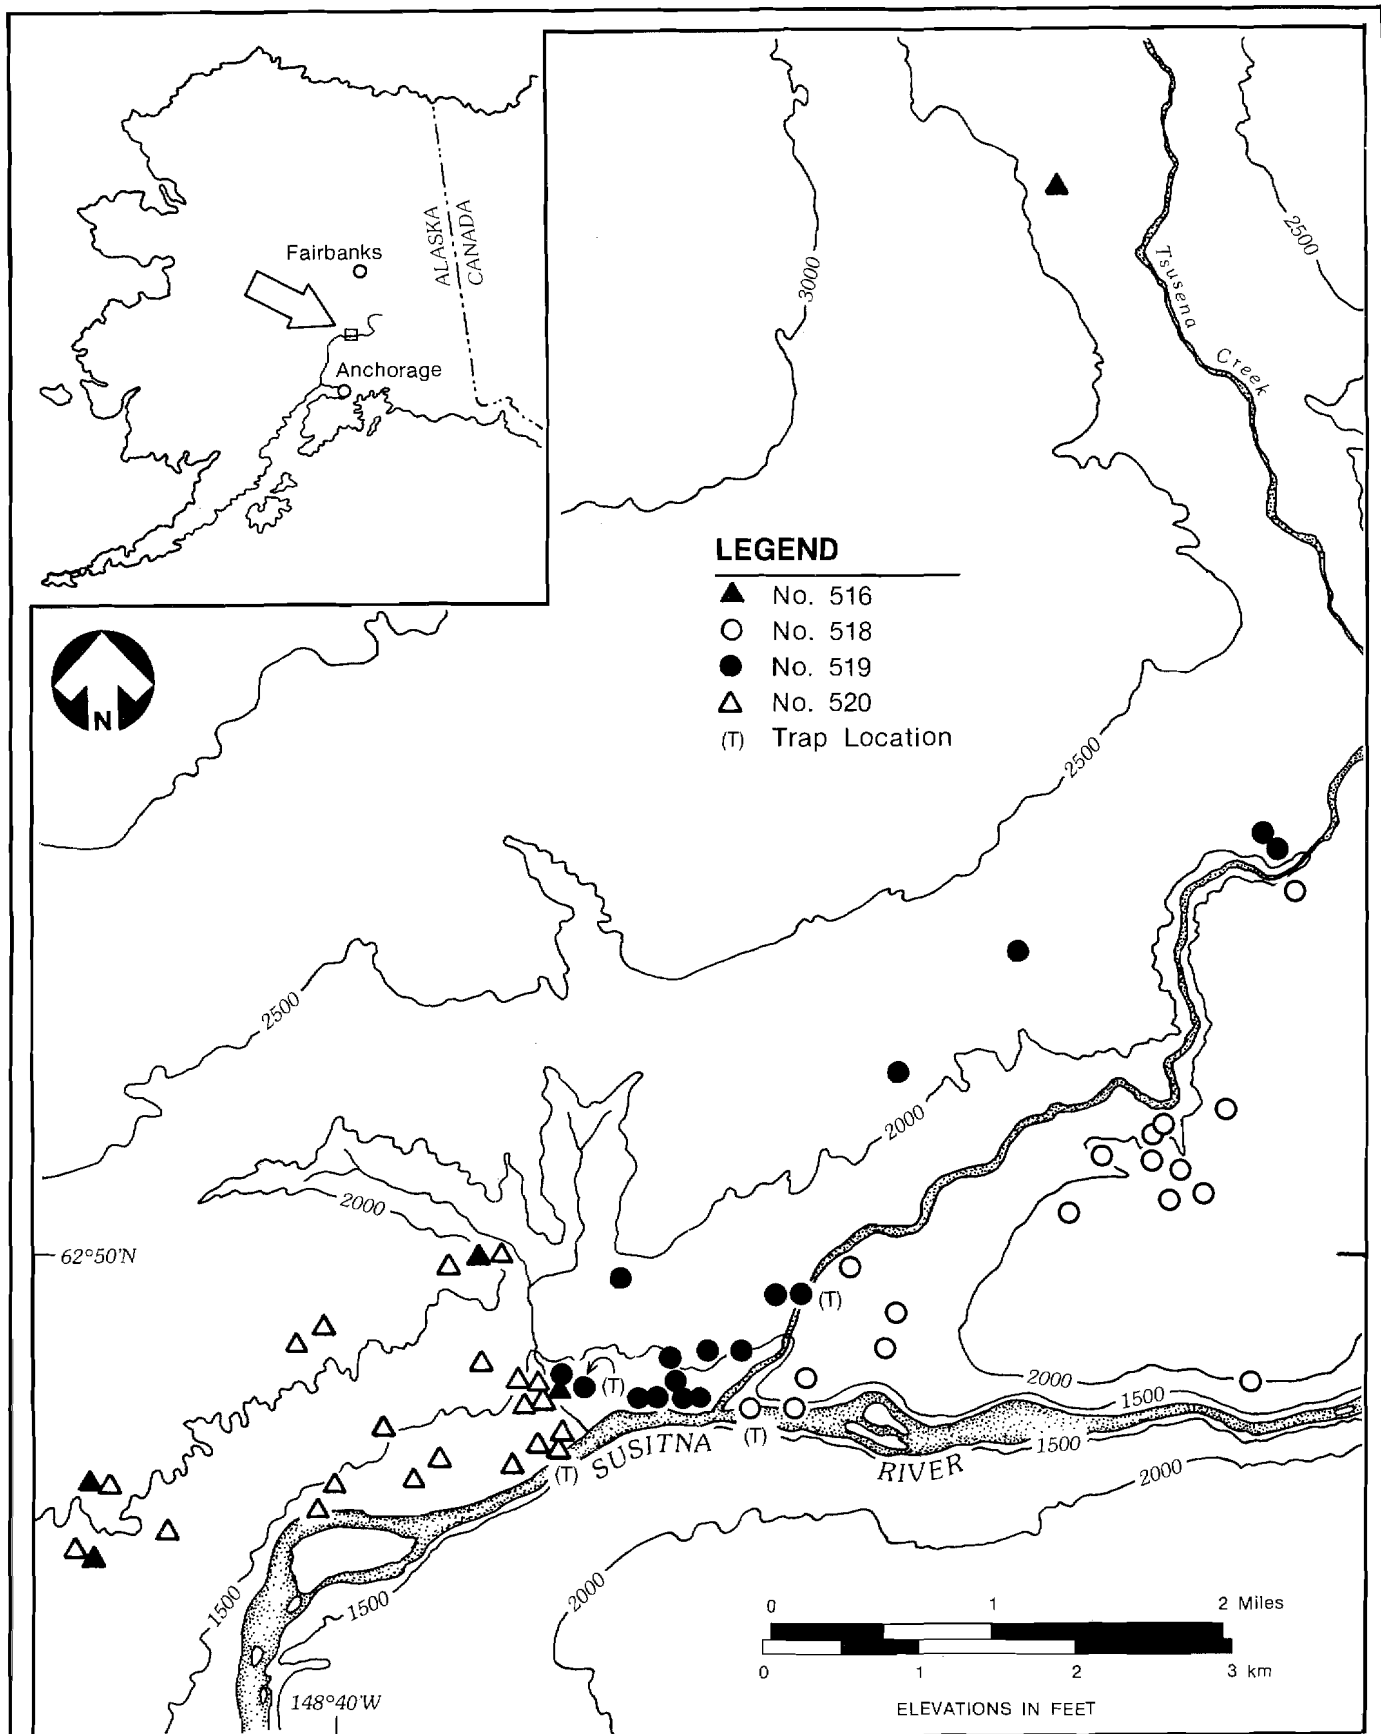 Fairbanks
Anchorage
ALASKA
CANADA
3000
2500
Tsusena
Creek
LEGEND
No. 516
No. 518
No. 519
No. 520
(T) Trap Location
N
2500
2500
2000
2000
62°50'N
(T)
(T)
2000
1500
(T)
SUSITNA
RIVER
1500
(T)
2000
2000
1500
1500
148°40'W
0 1 2 Miles
0 1 2 3 km
ELEVATIONS IN FEET